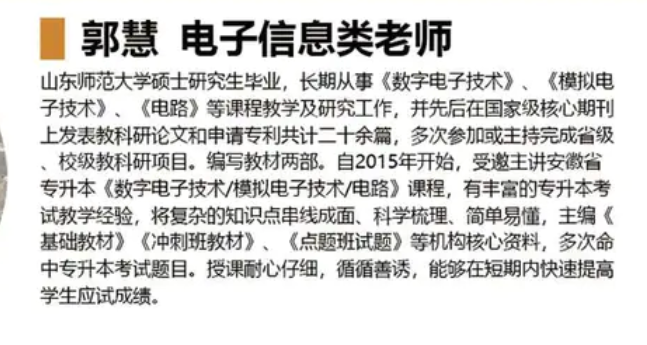 郭慧 电子信息类老师
山东师范大学硕士研究生毕业，长期从事《数字电子技术》、《模拟电
子技术》、《电路》等课程教学及研究工作，并先后在国家级核心期刊
上发表教科研论文和申请专利共计二十余篇，多次参加或主持完成省级
、校级教科研项目。编写教材两部。自2015年开始，受邀主讲安徽省
专升本《数字电子技术/模拟电子技术/电路》课程，有丰富的专升本考
试教学经验，将复杂的知识点串线成面、科学梳理、简单易懂，主编《
基础教材》《冲刺班教材》、《点题班试题》等机构核心资料，多次命
中专升本考试题目。授课耐心仔细，循循善诱，能够在短期内快速提高
学生应试成绩。